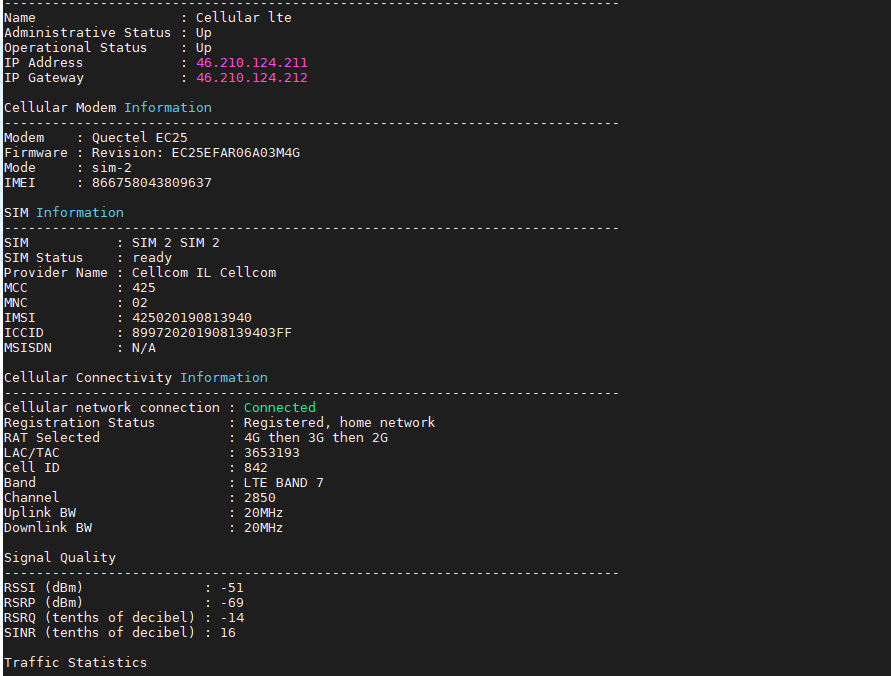 --------------------------------------------------------------------------------
Name                  : Cellular lte
Administrative Status : Up
Operational Status    : Up
IP Address            : 46.210.124.211
IP Gateway            : 46.210.124.212
Cellular Modem Information
--------------------------------------------------------------------------------
Modem    : Quectel EC25
Firmware : Revision: EC25EFAR06A03M4G
Mode     : sim-2
IMEI     : 866758043809637
SIM Information
--------------------------------------------------------------------------------
SIM           : SIM 2 SIM 2
SIM Status    : ready
Provider Name : Cellcom IL Cellcom
MCC           : 425
MNC           : 02
IMSI          : 425020190813940
ICCID         : 899720201908139403FF
MSISDN        : N/A
Cellular Connectivity Information
--------------------------------------------------------------------------------
Cellular network connection : Connected
Registration Status         : Registered, home network
RAT Selected                : 4G then 3G then 2G
LAC/TAC                     : 3653193
Cell ID                     : 842
Band                        : LTE BAND 7
Channel                     : 2850
Uplink BW                   : 20MHz
Downlink BW                 : 20MHz
Signal Quality
--------------------------------------------------------------------------------
RSSI (dBm)               : -51
RSRP (dBm)               : -69
RSRQ (tenths of decibel) : -14
SINR (tenths of decibel) : 16
Traffic Statistics